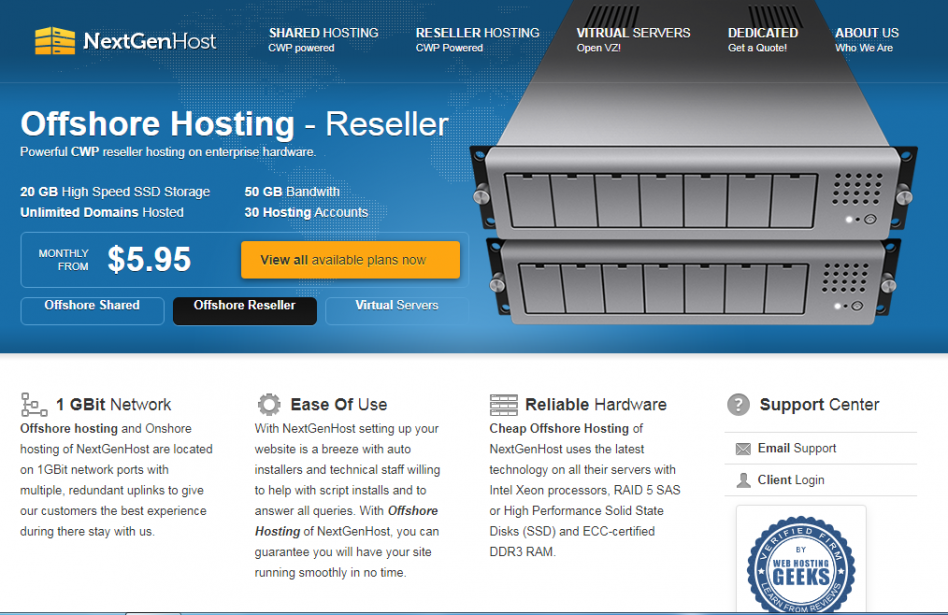 NextGenHost
SHARED HOSTING
CWP powered
RESELLER HOSTING
CWP Powered
VITRUAL SERVERS
Open VZ!
DEDICATED
Get a Quote!
ABOUT US
Who We Are
Offshore Hosting - Reseller
Powerful CWP reseller hosting on enterprise hardware.
20 GB High Speed SSD Storage
50 GB Bandwith
Unlimited Domains Hosted
30 Hosting Accounts
MONTHLY
FROM
$5.95
View all available plans now
Offshore Shared
Offshore Reseller
Virtual Servers
1 GBit Network
Offshore hosting and Onshore
hosting of NextGenHost are located
on 1GBit network ports with
multiple, redundant uplinks to give
our customers the best experience
during there stay with us.
Ease Of Use
With NextGenHost setting up your
website is a breeze with auto
installers and technical staff willing
to help with script installs and to
answer all queries. With Offshore
Hosting of NextGenHost, you can
guarantee you will have your site
running smoothly in no time.
Reliable Hardware
Cheap Offshore Hosting of
NextGenHost uses the latest
technology on all their servers with
Intel Xeon processors, RAID 5 SAS
or High Performance Solid State
Disks (SSD) and ECC-certified
DDR3 RAM.
? Support Center
Email Support
Client Login
VERIFIED FIRM
BY
WEB HOSTING
GEEKS
LEARN FROM REVIEWS